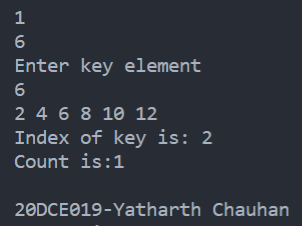 1
6
Enter key element
6
2 4 6 8 10 12
Index of key is: 2
Count is:1
20DCE019-Yatharth Chauhan